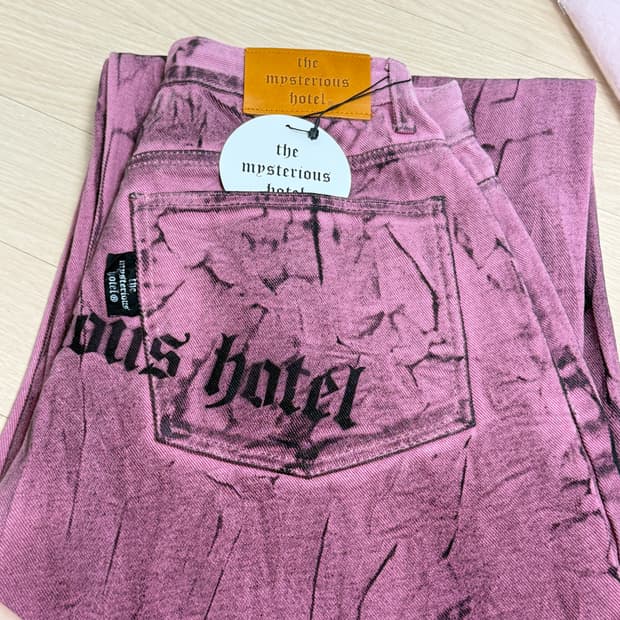 the
mysterious
hotel
the
mysterious
hotel
the
mysterious
hotel®
ous hotel